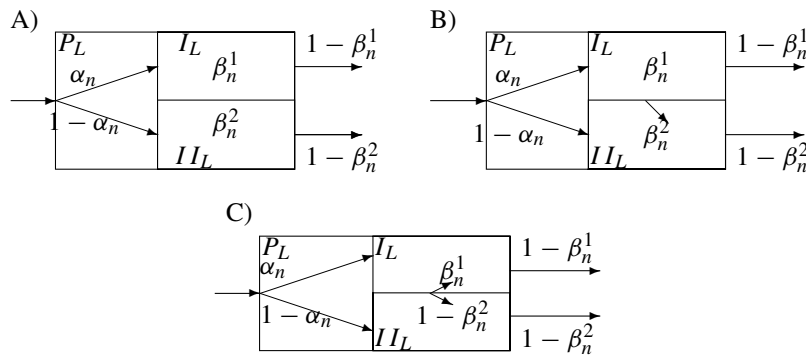 A)
P_L
I_L
α_n
β_n^1
1 − β_n^1
1 − α_n
β_n^2
II_L
1 − β_n^2
B)
P_L
I_L
α_n
β_n^1
1 − β_n^1
1 − α_n
β_n^2
II_L
1 − β_n^2
C)
P_L
I_L
α_n
β_n^1
1 − β_n^1
1 − α_n
1 − β_n^2
II_L
1 − β_n^2